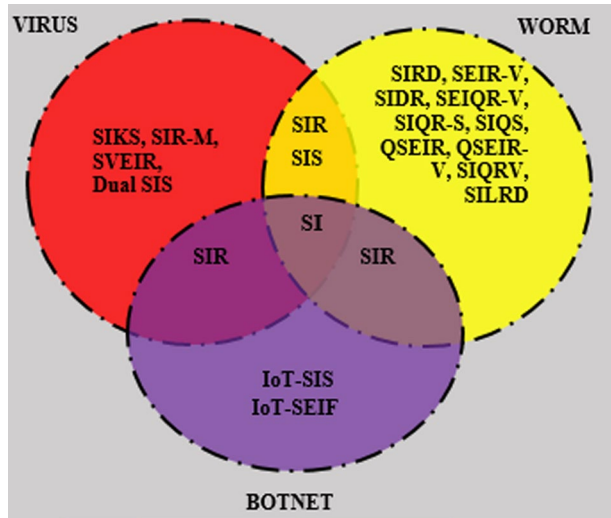 VIRUS
WORM
SIRD, SEIR-V,
SIDR, SEIQR-V,
SIQR-S, SIQS,
QSEIR, QSEIR-
V, SIQRV,
SILRD
SIR
SIS
SIKS, SIR-M,
SVEIR,
Dual SIS
SI
SIR
SIR
IoT-SIS
IoT-SEIF
BOTNET